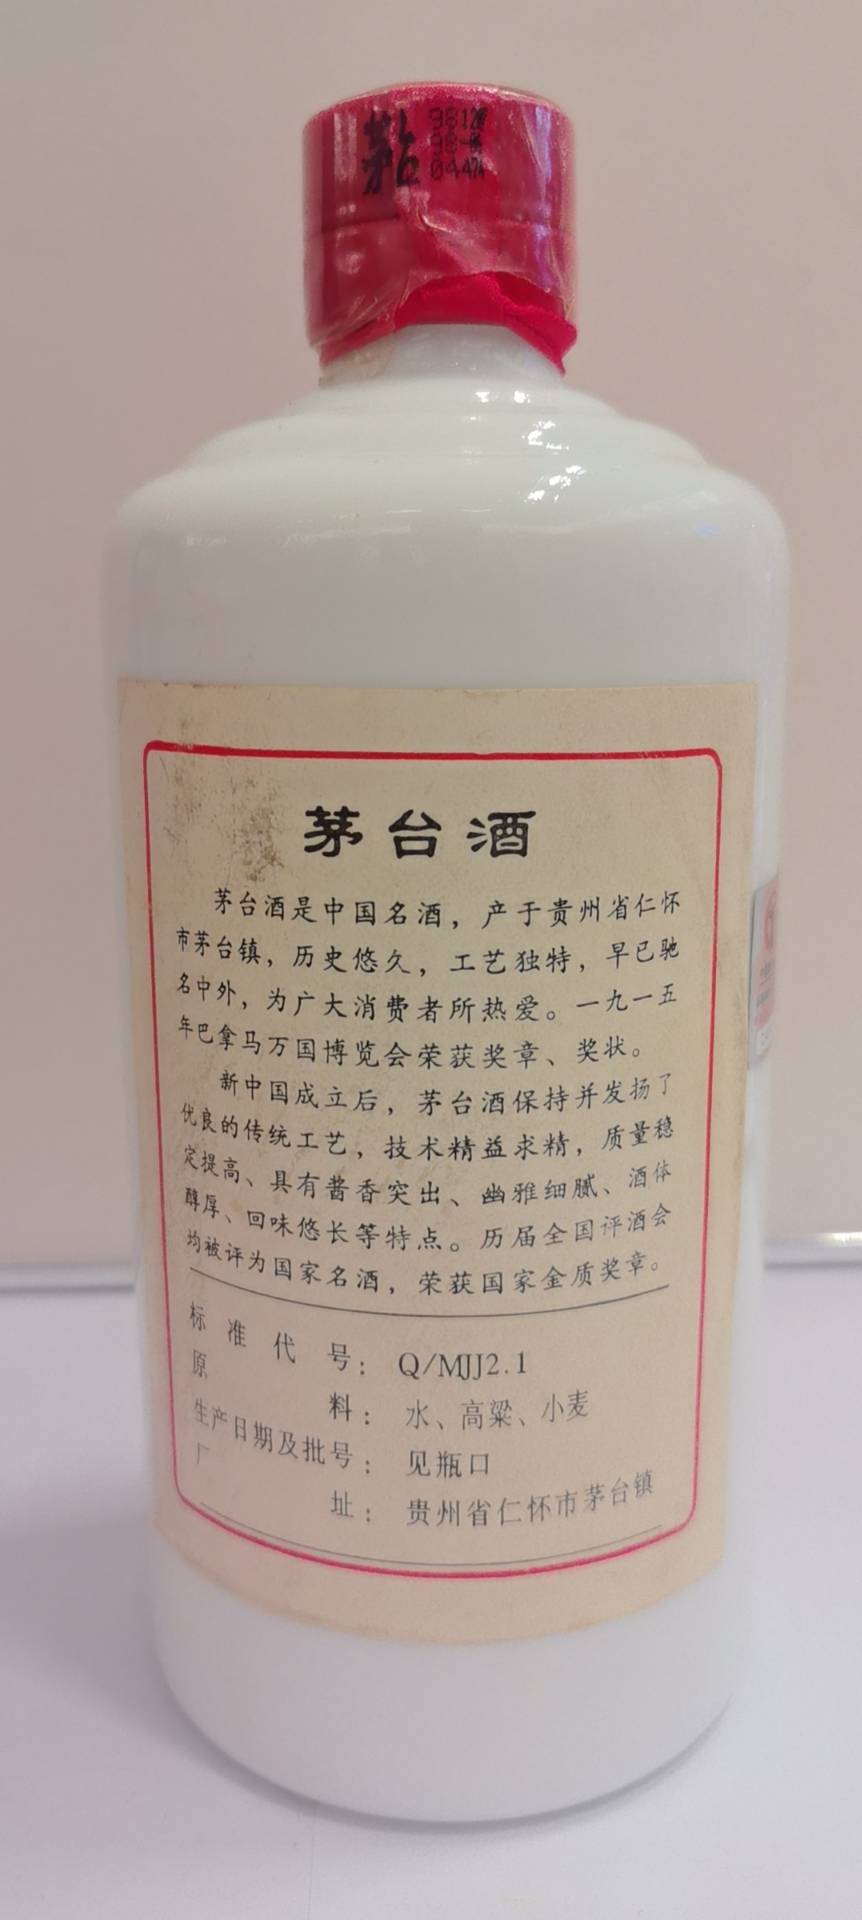 茅台
茅台酒
茅台酒是中国名酒，产于贵州省仁怀
市茅台镇，历史悠久，工艺独特，早已驰
名中外，为广大消费者所热爱。一九一五
年巴拿马万国博览会荣获奖章、奖状。
新中国成立后，茅台酒保持并发扬了
优良的传统工艺，技术精益求精，质量稳
定提高、具有酱香突出、幽雅细腻、酒体
醇厚、回味悠长等特点。历届全国评酒会
均被评为国家名酒，荣获国家金质奖章。
标准代号：Q/MJJ2.1
原料：水、高粱、小麦
生产日期及批号：见瓶口
厂址：贵州省仁怀市茅台镇